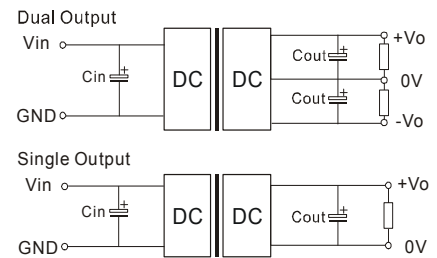 Dual Output
Vin
+Vo
Cout
+
Cin
+
DC
DC
0V
Cout
+
GND
-Vo
Single Output
Vin
+Vo
Cin
+
DC
DC
Cout
+
GND
0V